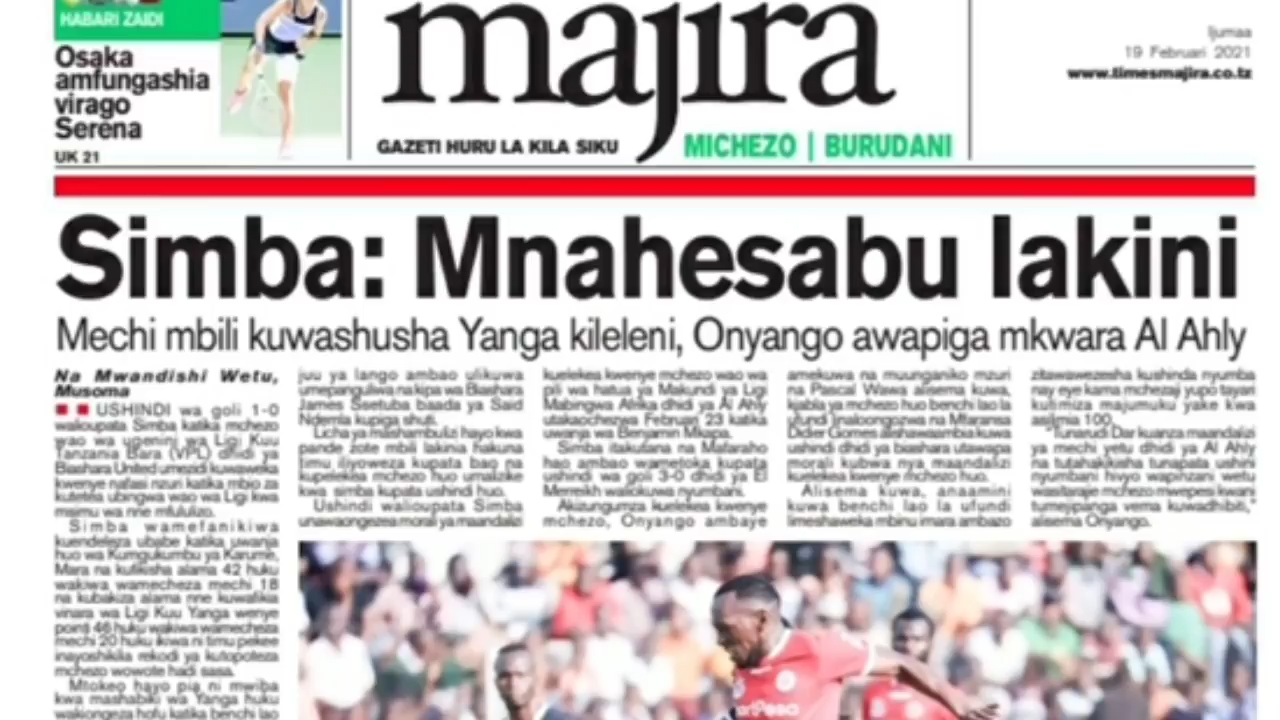 HABARI ZAIDI
Osaka
amfungashia
virago
Serena
UK 21
majira
GAZETI HURU LA KILA SIKU
MICHEZO | BURUDANI
Ijumaa
19 Februari 2021
www.timesmajira.co.tz
Simba: Mnahesabu lakini
Mechi mbili kuwashusha Yanga kileleni, Onyango awapiga mkwara Al Ahly
Na Mwandishi Wetu,
Musoma
USHINDI wa goli 1-0
walioupata Simba katika mchezo
wao wa ugenini wa Ligi Kuu
Tanzania Bara (VPL) dhidi ya
Biashara United umezidi kuwaweka
kwenye nafasi nzuri katika mbio za
kutetea ubingwa wao wa Ligi kwa
msimu wa nne mfululizo.
Simba wamefanikiwa
kuendeleza ubabe katika uwanja
huo wa Kumgukumbu ya Karume,
Mara na kutikisha alama 42 huku
wakiwa wamecheza mechi 18
na kubakiza alama nne kuwafikia
vinara wa Ligi Kuu Yanga wenye
point 46 huku wakiwa wamecheza
mechi 20 huku ikiwa ni timu pekee
inayoshikilia rekodi ya kutopoteza
mchezo wowote hadi sasa.
Mtokeo hayo pia ni mwiba
kwa mashabiki wa Yanga huku
wakiongeza hofu katika benchi lao
juu ya lango ambao ulikuwa
umepanguliwa na kipa wa Biashara
James Ssetuba baada ya Said
Ndemla kupiga shuti.
Licha ya mashambulizi hayo kwa
pande zote mbili lakinia hakuna
timu iliyoweza kupata bao na
kupelekea mchezo huo umalizike
kwa simba kupata ushindi huo.
Ushindi walioupata Simba
unawaongezea morali ya maandalizi
kuelekea kwenye mchezo wao wa
pili wa hatua ya Makundi ya Ligi
Mabingwa Afrika dhidi ya Al Ahly
utakaochezwa Februari 23 katika
uwanja wa Benjamin Mkapa.
Simba itakutana na Mafaraho
hao ambao wametoka kupata
ushindi wa goli 3-0 dhidi ya El
Merreikh waliokuwa nyumbani.
Akizungumza kuelekea kwenye
mchezo, Onyango ambaye
amekuwa na muunganiko mzuri
na Pascal Wawa alisema kuwa,
kabla ya mchezo huo benchi lao la
ufundi linaloongozwa na Mfaransa
Didier Gomes alishawaambia kuwa
ushindi dhidi ya biashara utawapa
morali kubwa nya maandalizi
kuelekea kwenye mchezo huo.
Alisema kuwa, anaamini
kuwa benchi lao la ufundi
limeshaweka mbinu imara ambazo
zitawawezesha kushinda nyumba
nay eye kama mchezaji yupo tayari
kutimiza majumuku yake kwa
asilimia 100.
"Tunarudi Dar kuanza maandalizi
ya mechi yetu dhidi ya Al Ahly
na tutahakikisha tunapata ushindi
nyumbani hivyo wapinzani wetu
wasitaraje mchezo mwepesi kwani
tumejipanga vema kuwadhibiti,"
alisema Onyango.